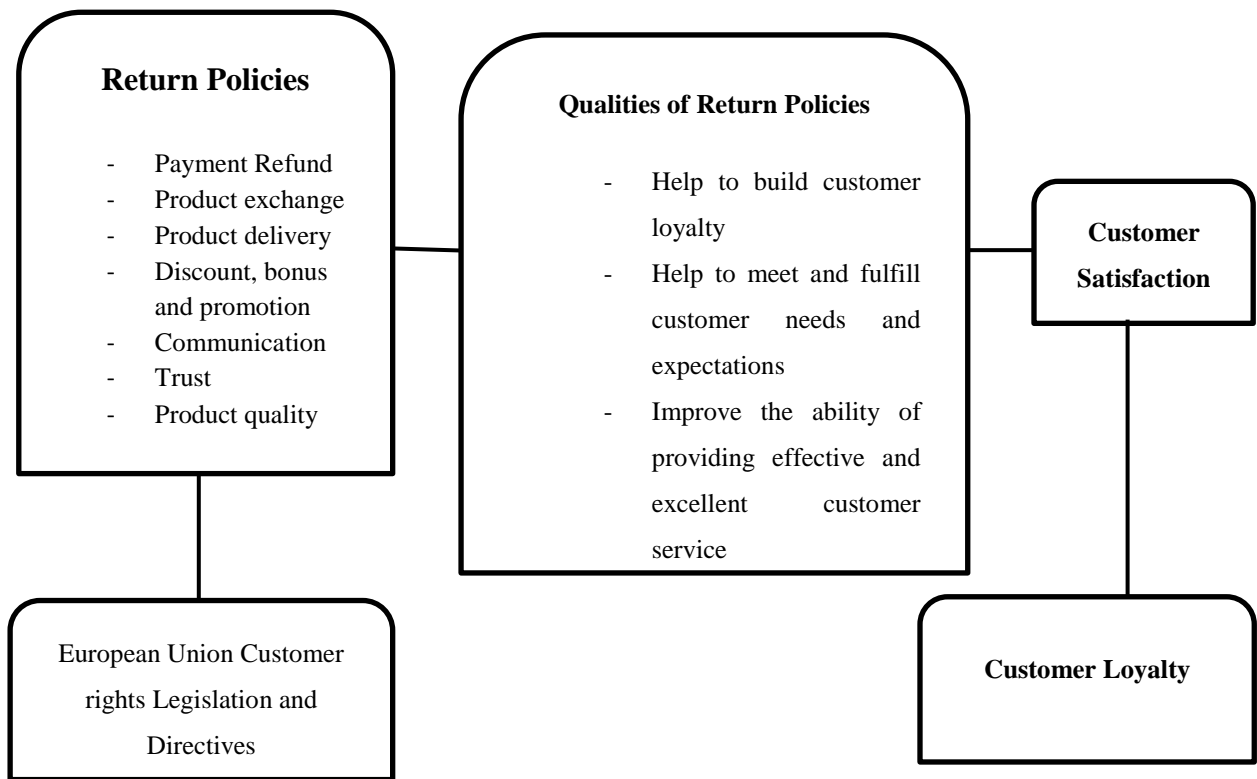 Return Policies
- Payment Refund
- Product exchange
- Product delivery
- Discount, bonus
and promotion
- Communication
- Trust
- Product quality
Qualities of Return Policies
- Help to build customer
loyalty
- Help to meet and fulfill
customer needs and
expectations
- Improve the ability of
providing effective and
excellent customer
service
Customer
Satisfaction
European Union Customer
rights Legislation and
Directives
Customer Loyalty